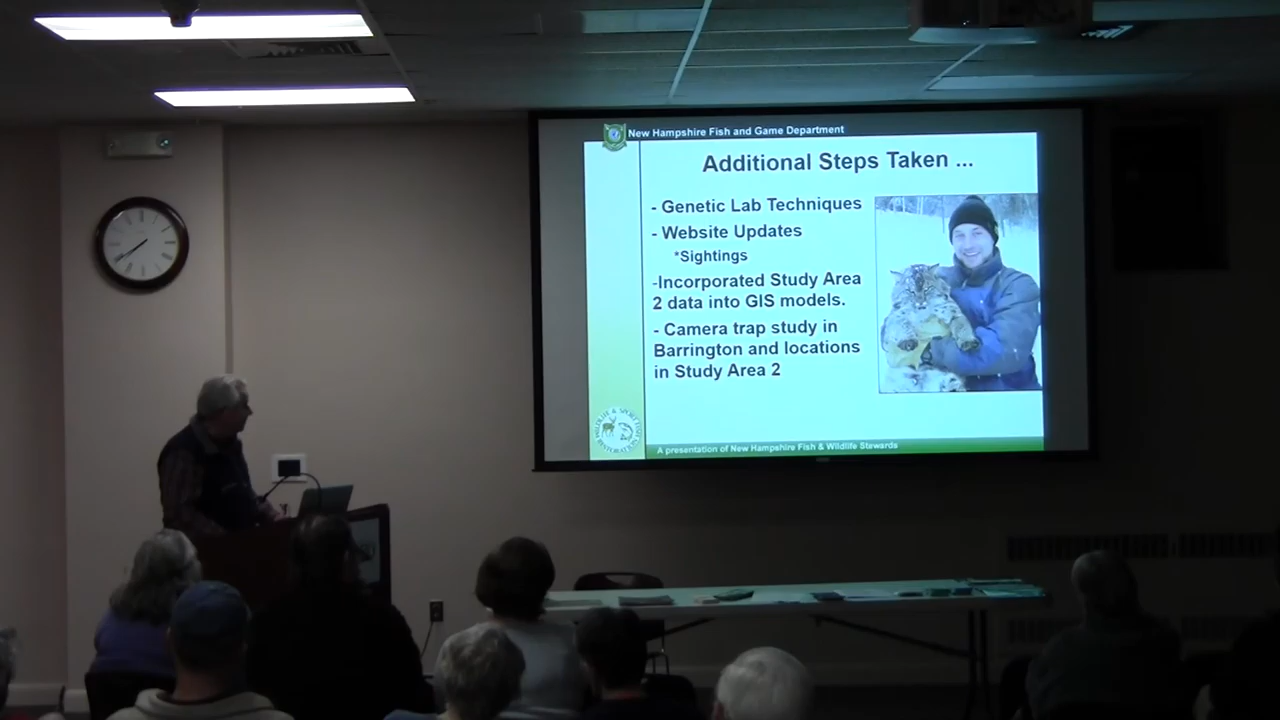 New Hampshire Fish and Game Department
Additional Steps Taken ...
- Genetic Lab Techniques
- Website Updates
*Sightings
-Incorporated Study Area
2 data into GIS models.
- Camera trap study in
Barrington and locations
in Study Area 2
A presentation of New Hampshire Fish & Wildlife Stewards